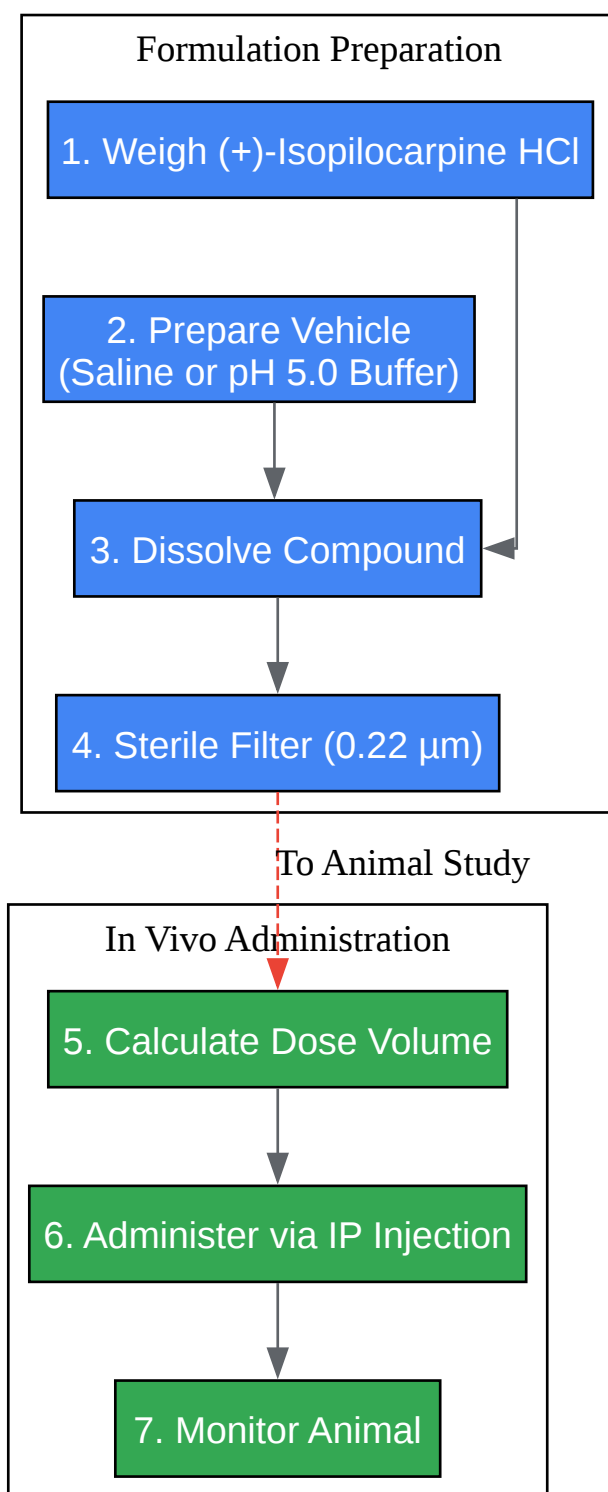 Formulation Preparation
1. Weigh (+)-Isopilocarpine HCl
2. Prepare Vehicle
(Saline or pH 5.0 Buffer)
3. Dissolve Compound
4. Sterile Filter (0.22 µm)
To Animal Study
In Vivo Administration
5. Calculate Dose Volume
6. Administer via IP Injection
7. Monitor Animal